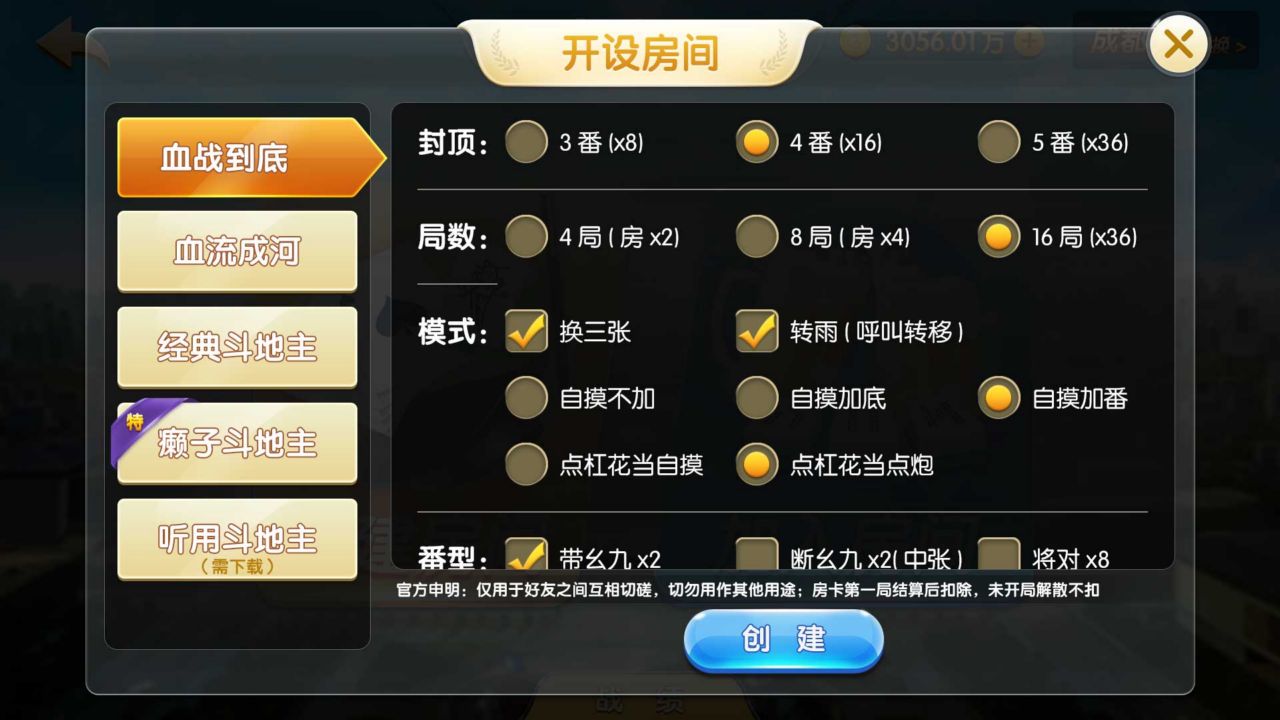 开设房间
3056.01万
成都
换 >
血战到底
血流成河
经典斗地主
特
癞子斗地主
听用斗地主
（需下载）
封顶： 3 番 (x8) 4 番 (x16) 5 番 (x36)
局数： 4 局 ( 房 x2) 8 局 ( 房 x4) 16 局 (x36)
模式： 换三张 转雨 ( 呼叫转移 )
自摸不加 自摸加底 自摸加番
点杠花当自摸 点杠花当点炮
番型： 带幺九 x2 断幺九 x2( 中张 ) 将对 x8
官方申明：仅用于好友之间互相切磋，切勿用作其他用途；房卡第一局结算后扣除，未开局解散不扣
创 建
战 绩